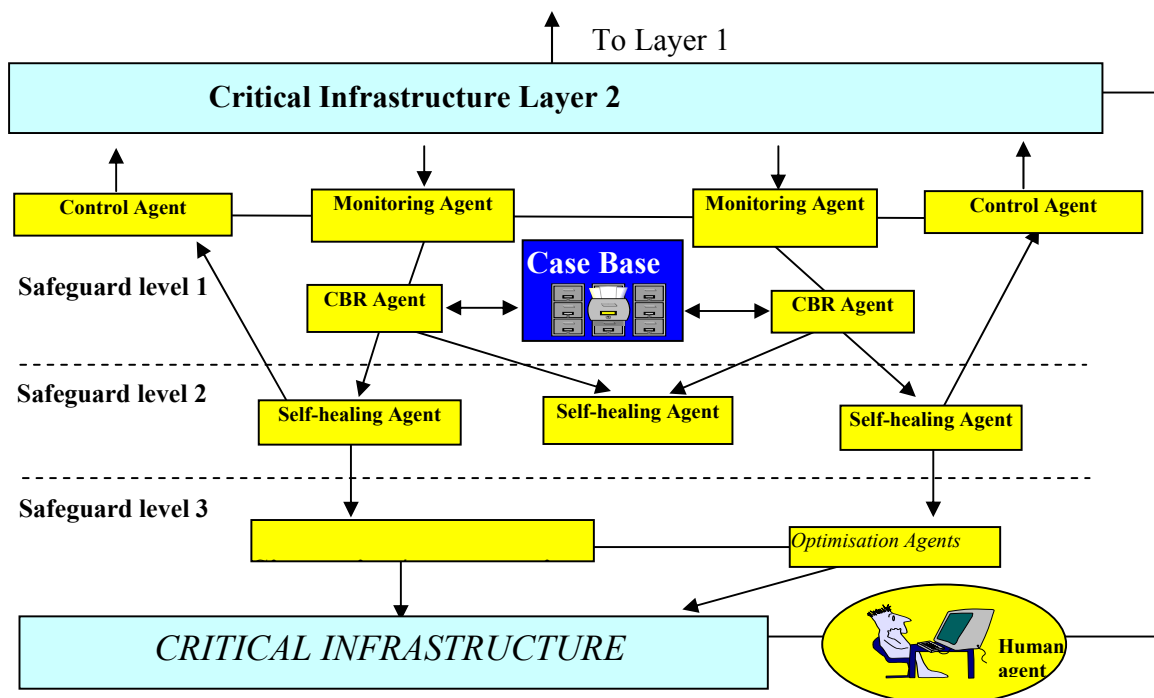 To Layer 1
Critical Infrastructure Layer 2
Control Agent
Monitoring Agent
Monitoring Agent
Control Agent
Safeguard level 1
Case Base
CBR Agent
CBR Agent
Safeguard level 2
Self-healing Agent
Self-healing Agent
Self-healing Agent
Safeguard level 3
Optimisation Agents
CRITICAL INFRASTRUCTURE
Human
agent